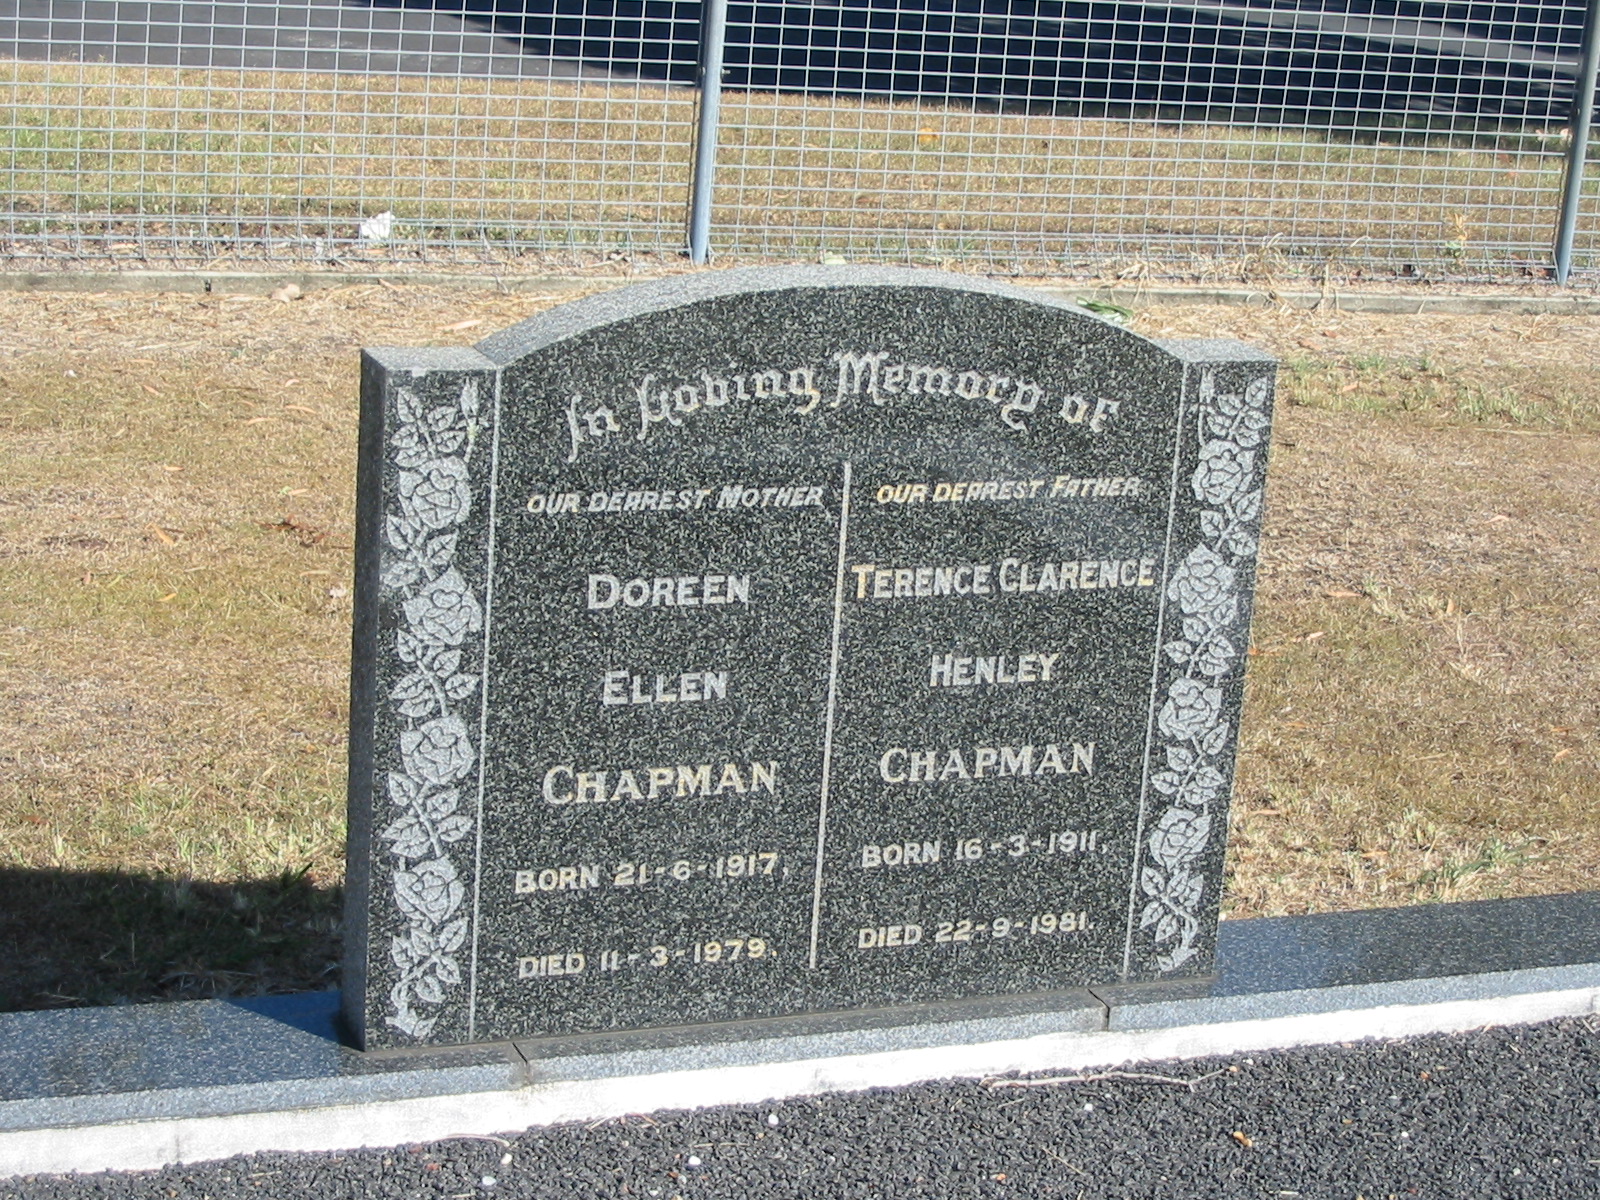 In Loving Memory of
OUR DEAREST MOTHER
DOREEN
ELLEN
CHAPMAN
BORN 21-6-1917.
DIED 11-3-1979.
OUR DEAREST FATHER
TERENCE CLARENCE
HENLEY
CHAPMAN
BORN 16-3-1911.
DIED 22-9-1981.